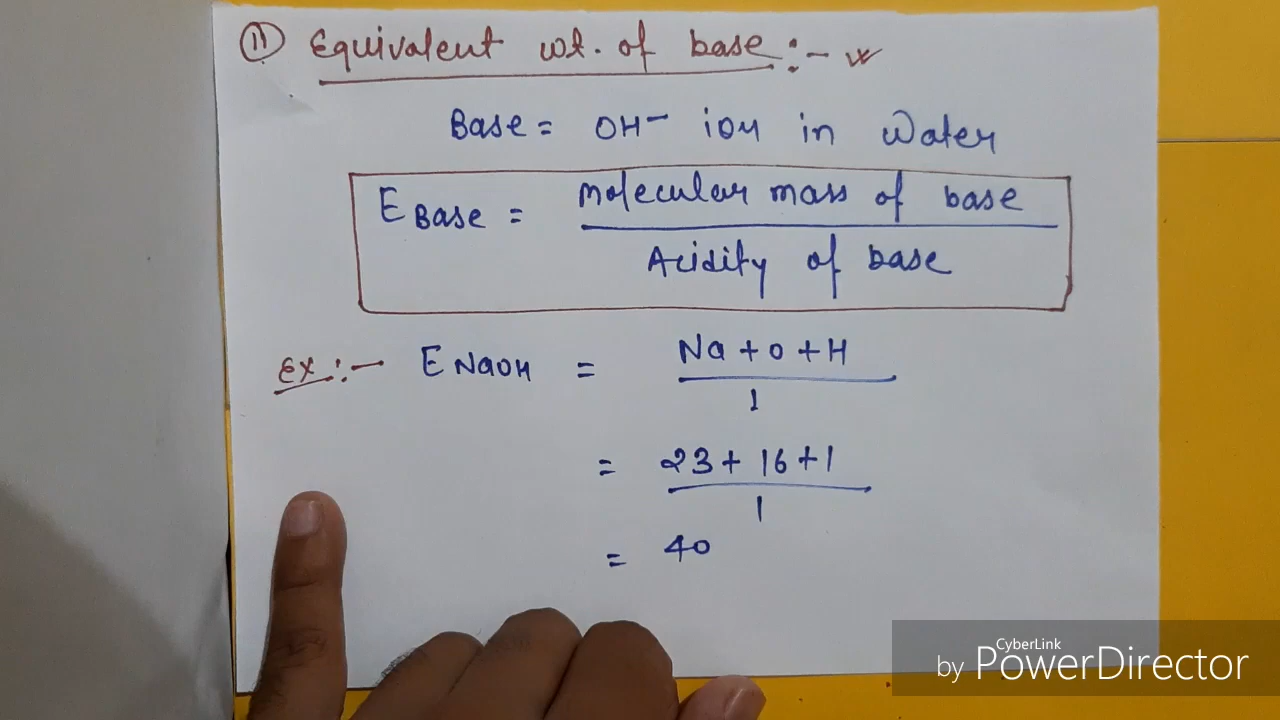 (11) Equivalent wt. of base :-
Base = OH- ion in Water
E Base = Molecular mass of base
Acidity of base
Ex :- E NaOH = Na + O + H
1
= 23 + 16 + 1
1
= 40
CyberLink
by PowerDirector